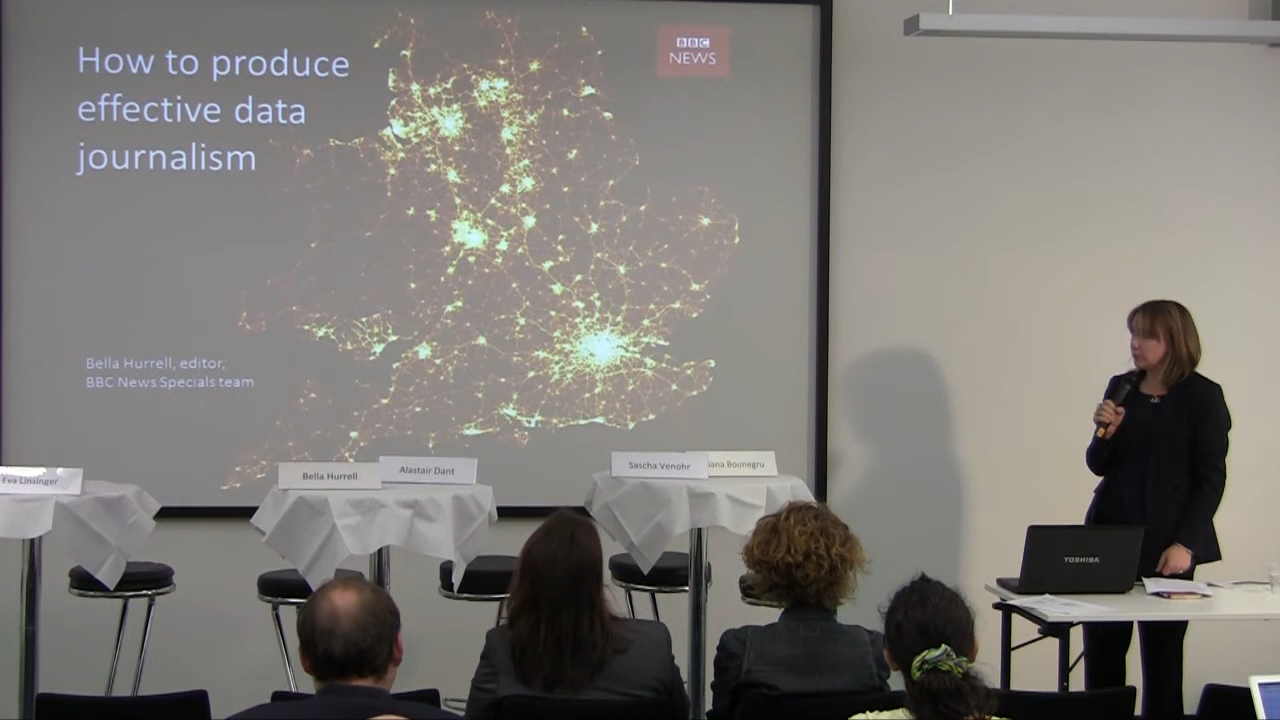 How to produce
effective data
journalism
BBC
NEWS
Bella Hurrell, editor,
BBC News Specials team
Eva Linsinger
Bella Hurrell
Alastair Dant
Sascha Venohr
Bounegru
TOSHIBA